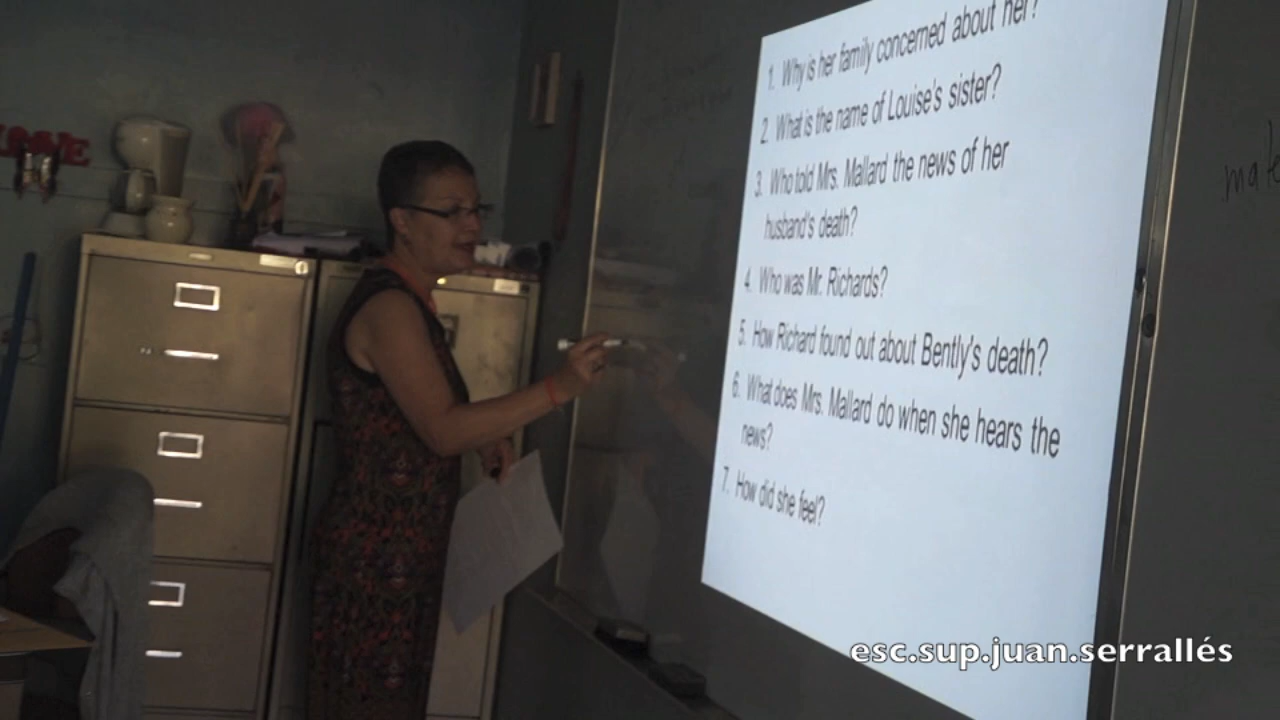 1. Why is her family concerned about her?
2. What is the name of Louise's sister?
3. Who told Mrs. Mallard the news of her
husband's death?
4. Who was Mr. Richards?
5. How Richard found out about Bently's death?
6. What does Mrs. Mallard do when she hears the
news?
7. How did she feel?
esc.sup.juan.serrallés